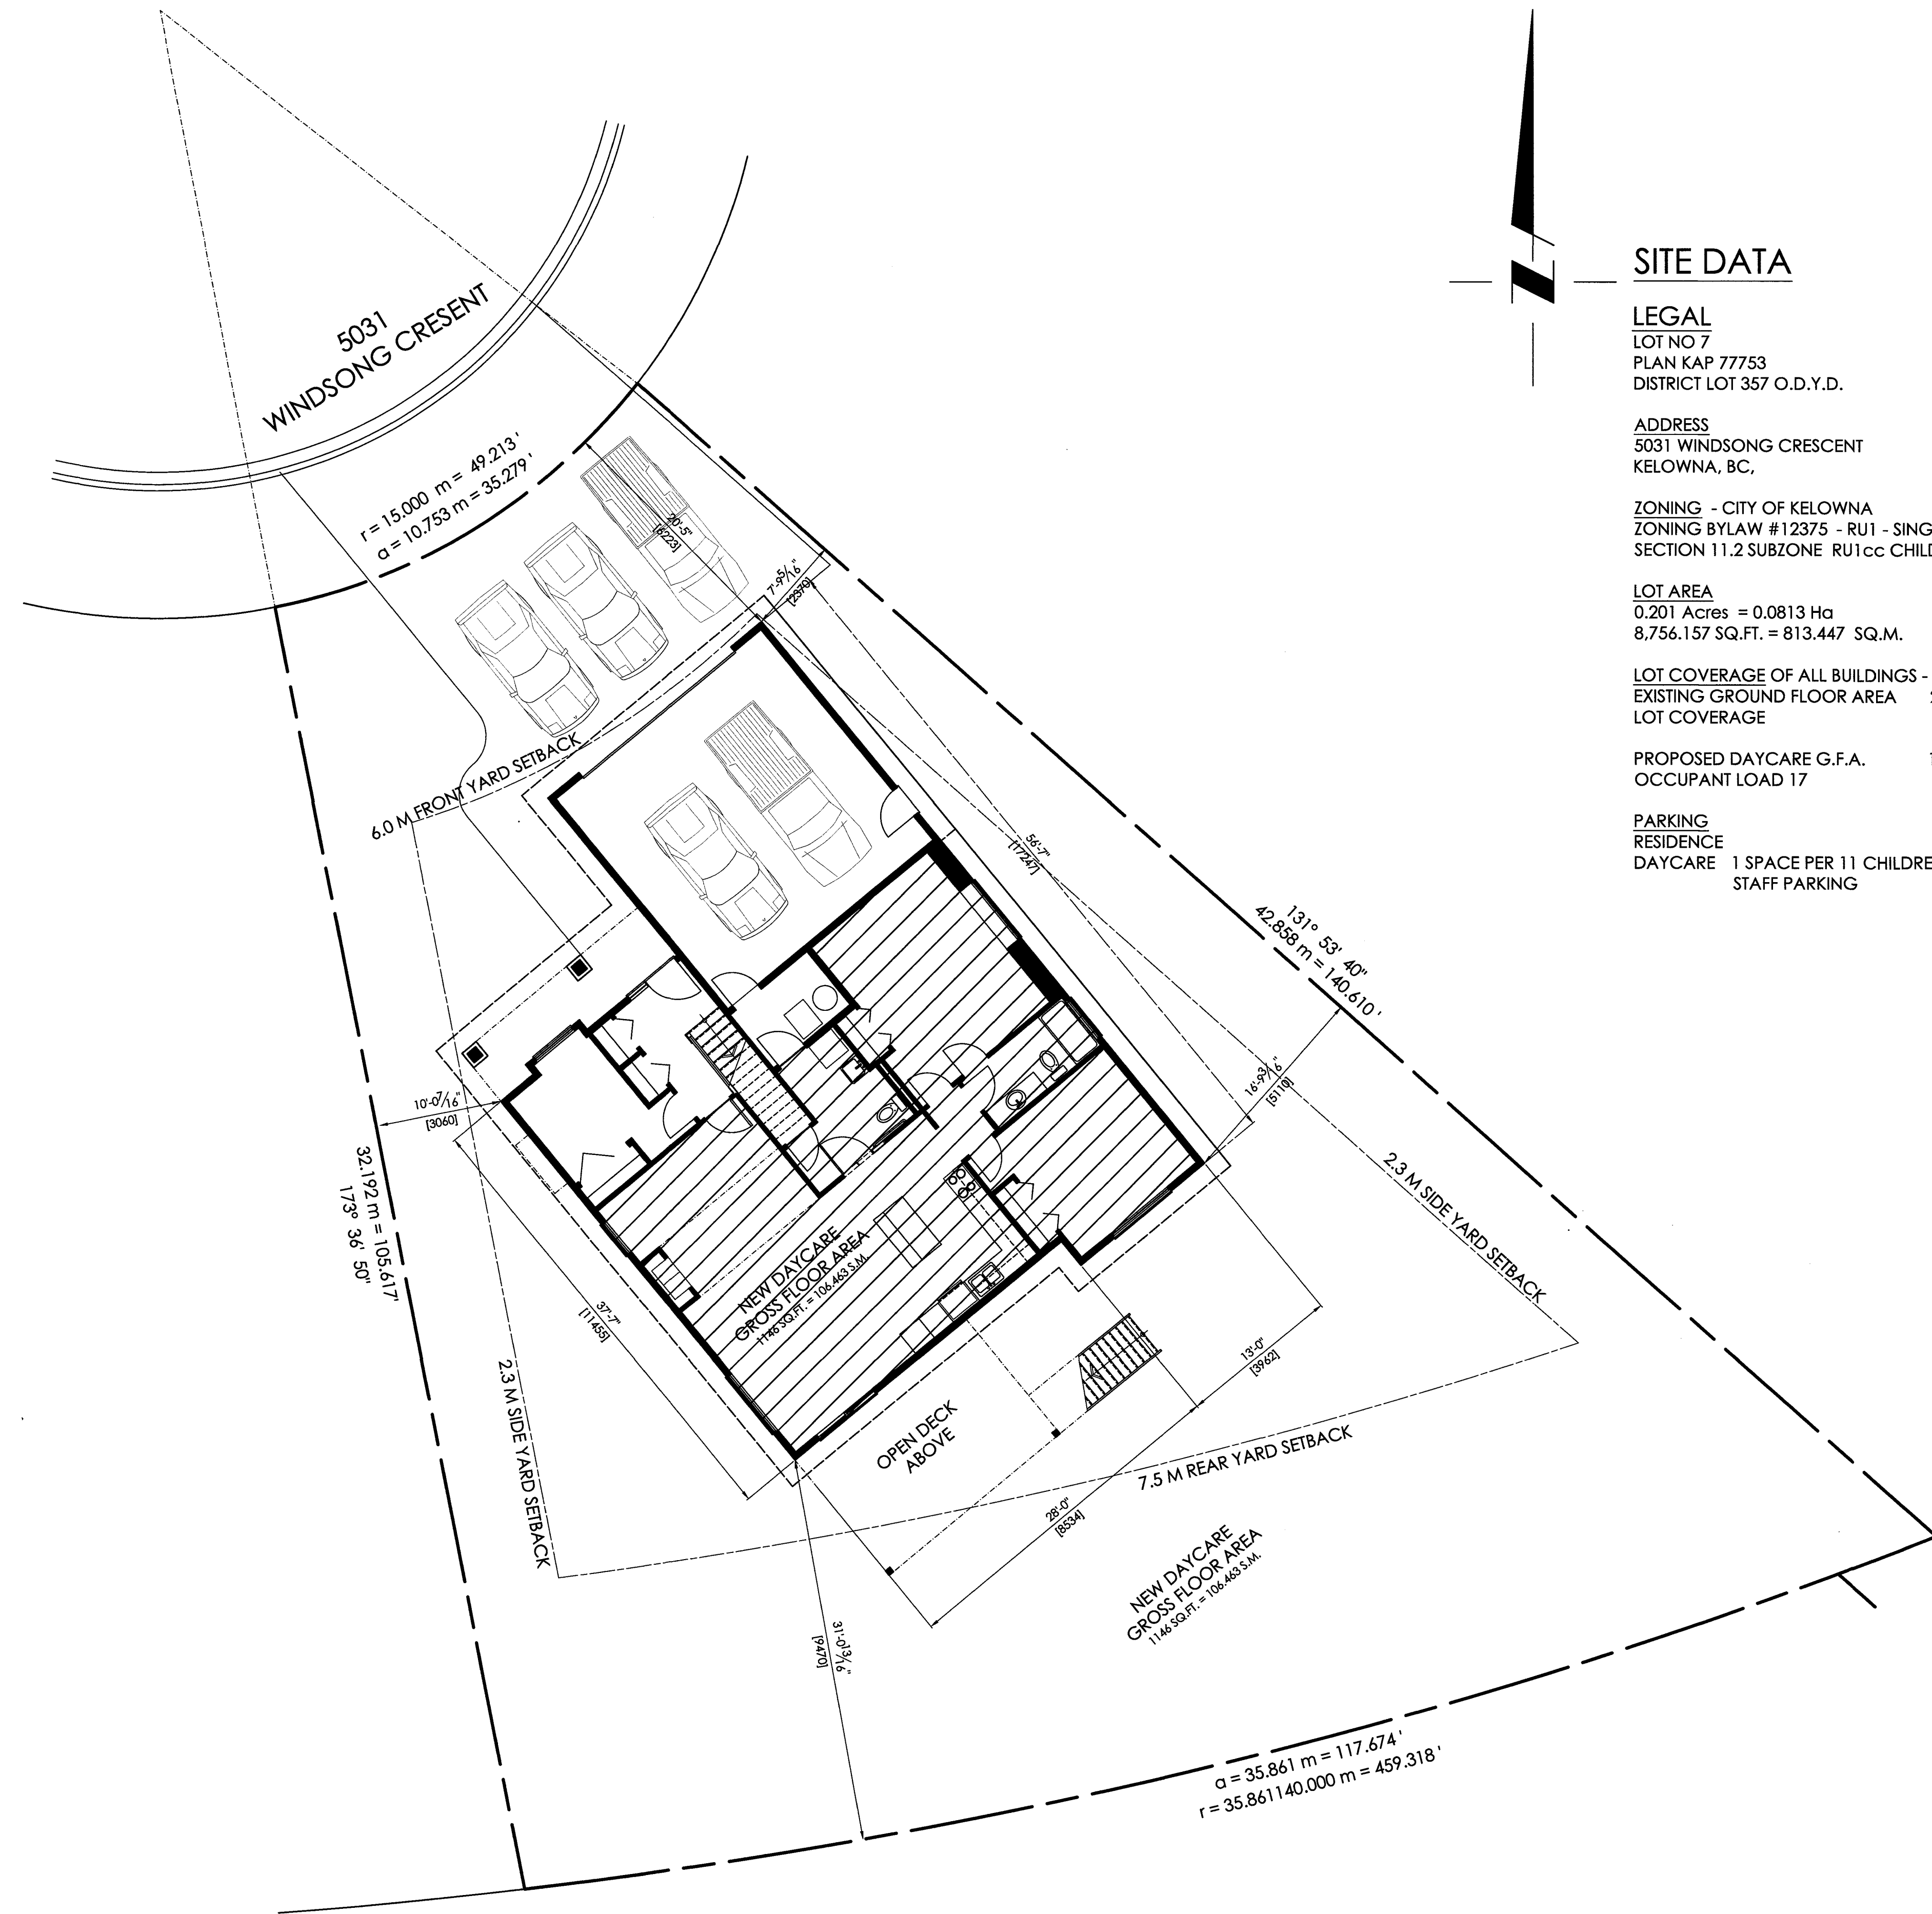 5031
WINDSONG CRESENT
r = 15.000 m = 49.213 '
a = 10.753 m = 35.279 '
20'-5"
[6223]
7'-9 5/16"
[2370]
6.0 M FRONT YARD SETBACK
56'-7"
[17247]
131° 53' 40"
42.858 m = 140.610 '
16'-9 3/16"
[5110]
10'-0 7/16"
[3060]
32.192 m = 105.617'
173° 36' 50"
2.3 M SIDE YARD SETBACK
37'-7"
[11455]
NEW DAYCARE
GROSS FLOOR AREA
1146 SQ.FT. = 106.463 S.M.
2.3 M SIDE YARD SETBACK
13'-0"
[3962]
OPEN DECK
ABOVE
7.5 M REAR YARD SETBACK
28'-0"
[8534]
NEW DAYCARE
GROSS FLOOR AREA
1146 SQ.FT. = 106.463 S.M.
31'-0 13/16"
[9470]
a = 35.861 m = 117.674 '
r = 35.861140.000 m = 459.318 '
N
SITE DATA
LEGAL
LOT NO 7
PLAN KAP 77753
DISTRICT LOT 357 O.D.Y.D.
ADDRESS
5031 WINDSONG CRESCENT
KELOWNA, BC,
ZONING - CITY OF KELOWNA
ZONING BYLAW #12375 - RU1 - SING
SECTION 11.2 SUBZONE RU1cc CHILD
LOT AREA
0.201 Acres = 0.0813 Ha
8,756.157 SQ.FT. = 813.447 SQ.M.
LOT COVERAGE OF ALL BUILDINGS -
EXISTING GROUND FLOOR AREA
LOT COVERAGE
PROPOSED DAYCARE G.F.A. 1
OCCUPANT LOAD 17
PARKING
RESIDENCE
DAYCARE 1 SPACE PER 11 CHILDRE
STAFF PARKING